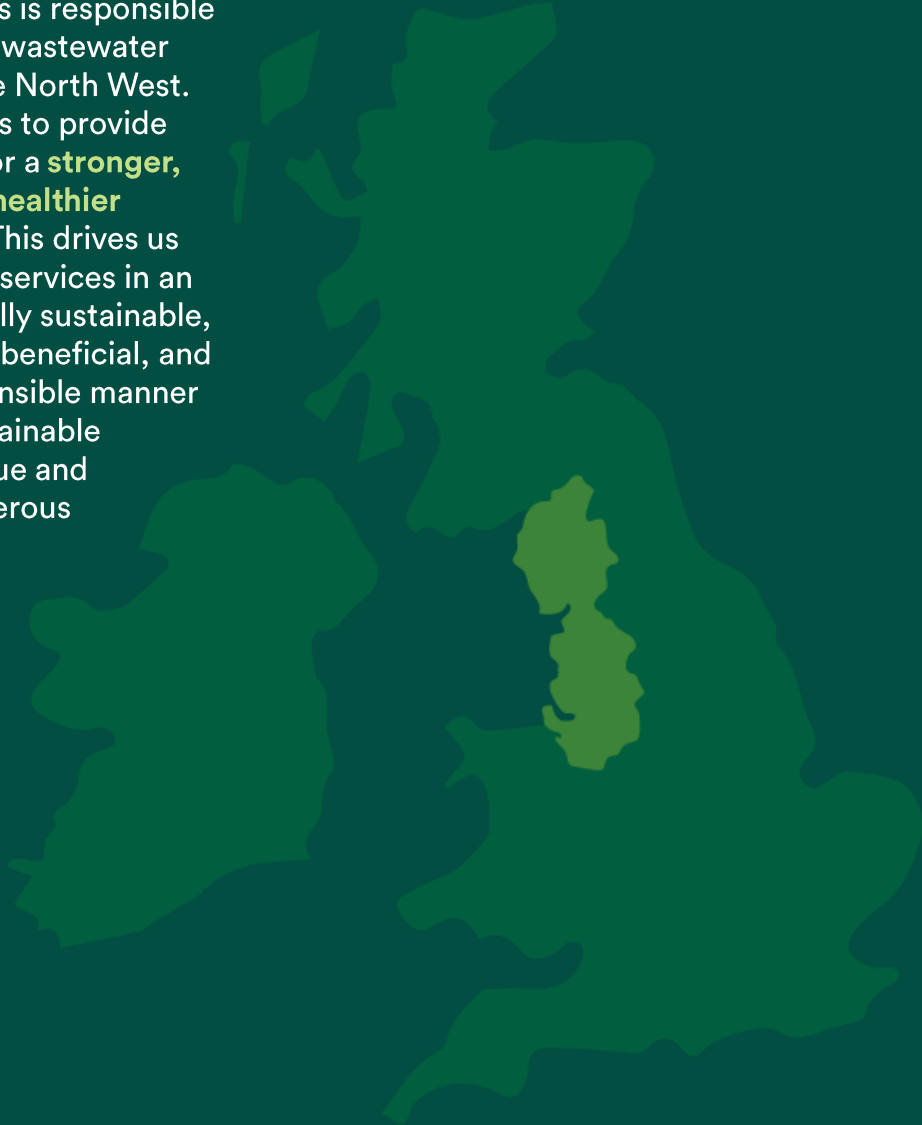 s is responsible
wastewater
e North West.
s to provide
or a stronger,
healthier
This drives us
services in an
lly sustainable,
beneficial, and
nsible manner
ainable
ue and
erous